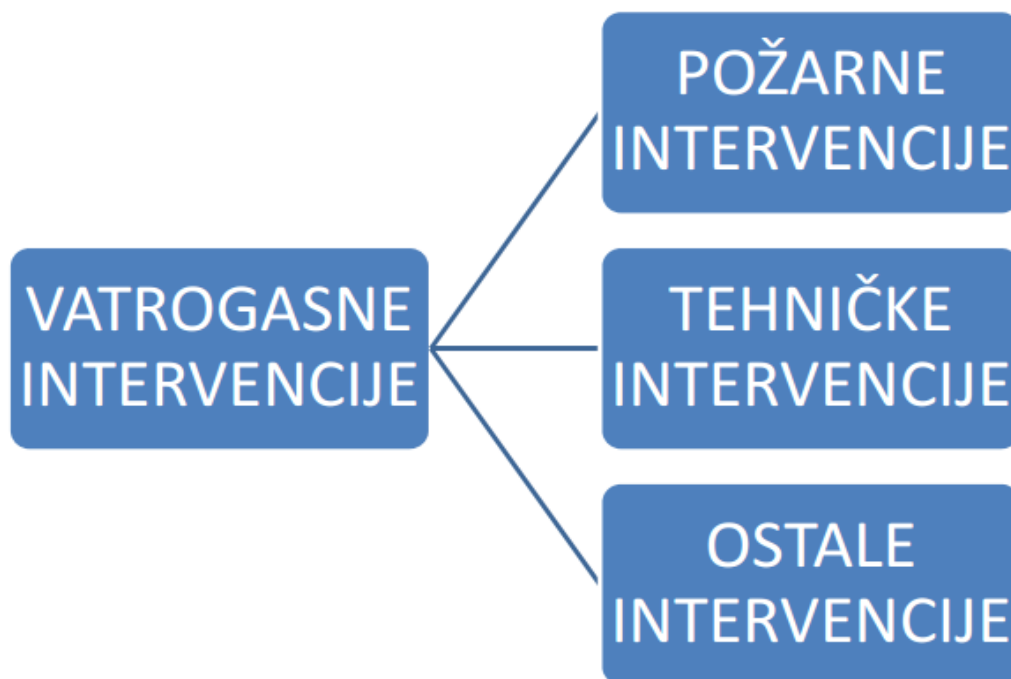 VATROGASNE
INTERVENCIJE
POŽARNE
INTERVENCIJE
TEHNIČKE
INTERVENCIJE
OSTALE
INTERVENCIJE